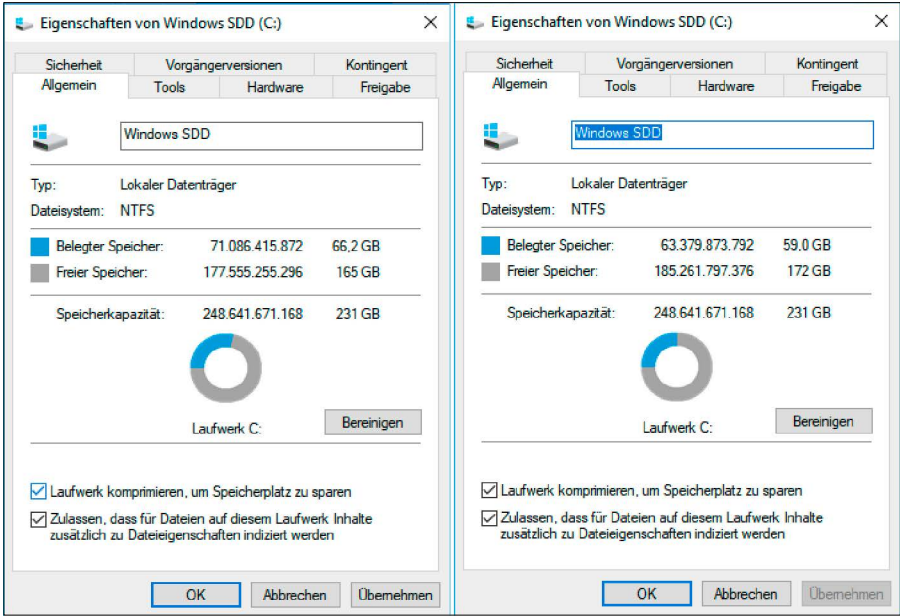 Eigenschaften von Windows SDD (C:)
Sicherheit Vorgängerversionen Kontingent
Allgemein Tools Hardware Freigabe
Windows SDD
Typ: Lokaler Datenträger
Dateisystem: NTFS
Belegter Speicher: 71.086.415.872 66,2 GB
Freier Speicher: 177.555.255.296 165 GB
Speicherkapazität: 248.641.671.168 231 GB
Laufwerk C:
Bereinigen
Laufwerk komprimieren, um Speicherplatz zu sparen
Zulassen, dass für Dateien auf diesem Laufwerk Inhalte
zusätzlich zu Dateieigenschaften indiziert werden
OK Abbrechen Übernehmen
Eigenschaften von Windows SDD (C:)
Sicherheit Vorgängerversionen Kontingent
Allgemein Tools Hardware Freigabe
Windows SDD
Typ: Lokaler Datenträger
Dateisystem: NTFS
Belegter Speicher: 63.379.873.792 59,0 GB
Freier Speicher: 185.261.797.376 172 GB
Speicherkapazität: 248.641.671.168 231 GB
Laufwerk C:
Bereinigen
Laufwerk komprimieren, um Speicherplatz zu sparen
Zulassen, dass für Dateien auf diesem Laufwerk Inhalte
zusätzlich zu Dateieigenschaften indiziert werden
OK Abbrechen Übernehmen